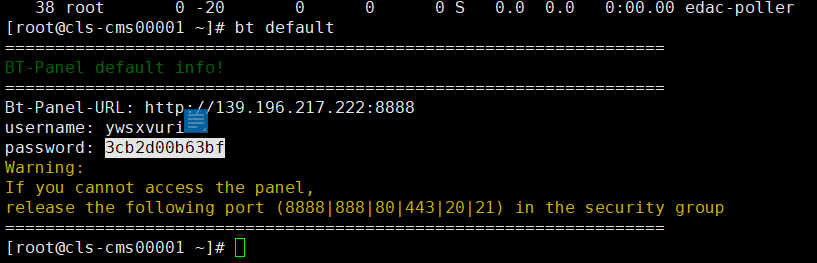 38 root 0 -20 0 0 0 S 0.0 0.0 0:00.00 edac-poller
[root@cls-cms00001 ~]# bt default
==================================================================
BT-Panel default info!
==================================================================
Bt-Panel-URL: http://139.196.217.222:8888
username: ywsxvuri
password: 3cb2d00b63bf
Warning:
If you cannot access the panel,
release the following port (8888|888|80|443|20|21) in the security group
==================================================================
[root@cls-cms00001 ~]#